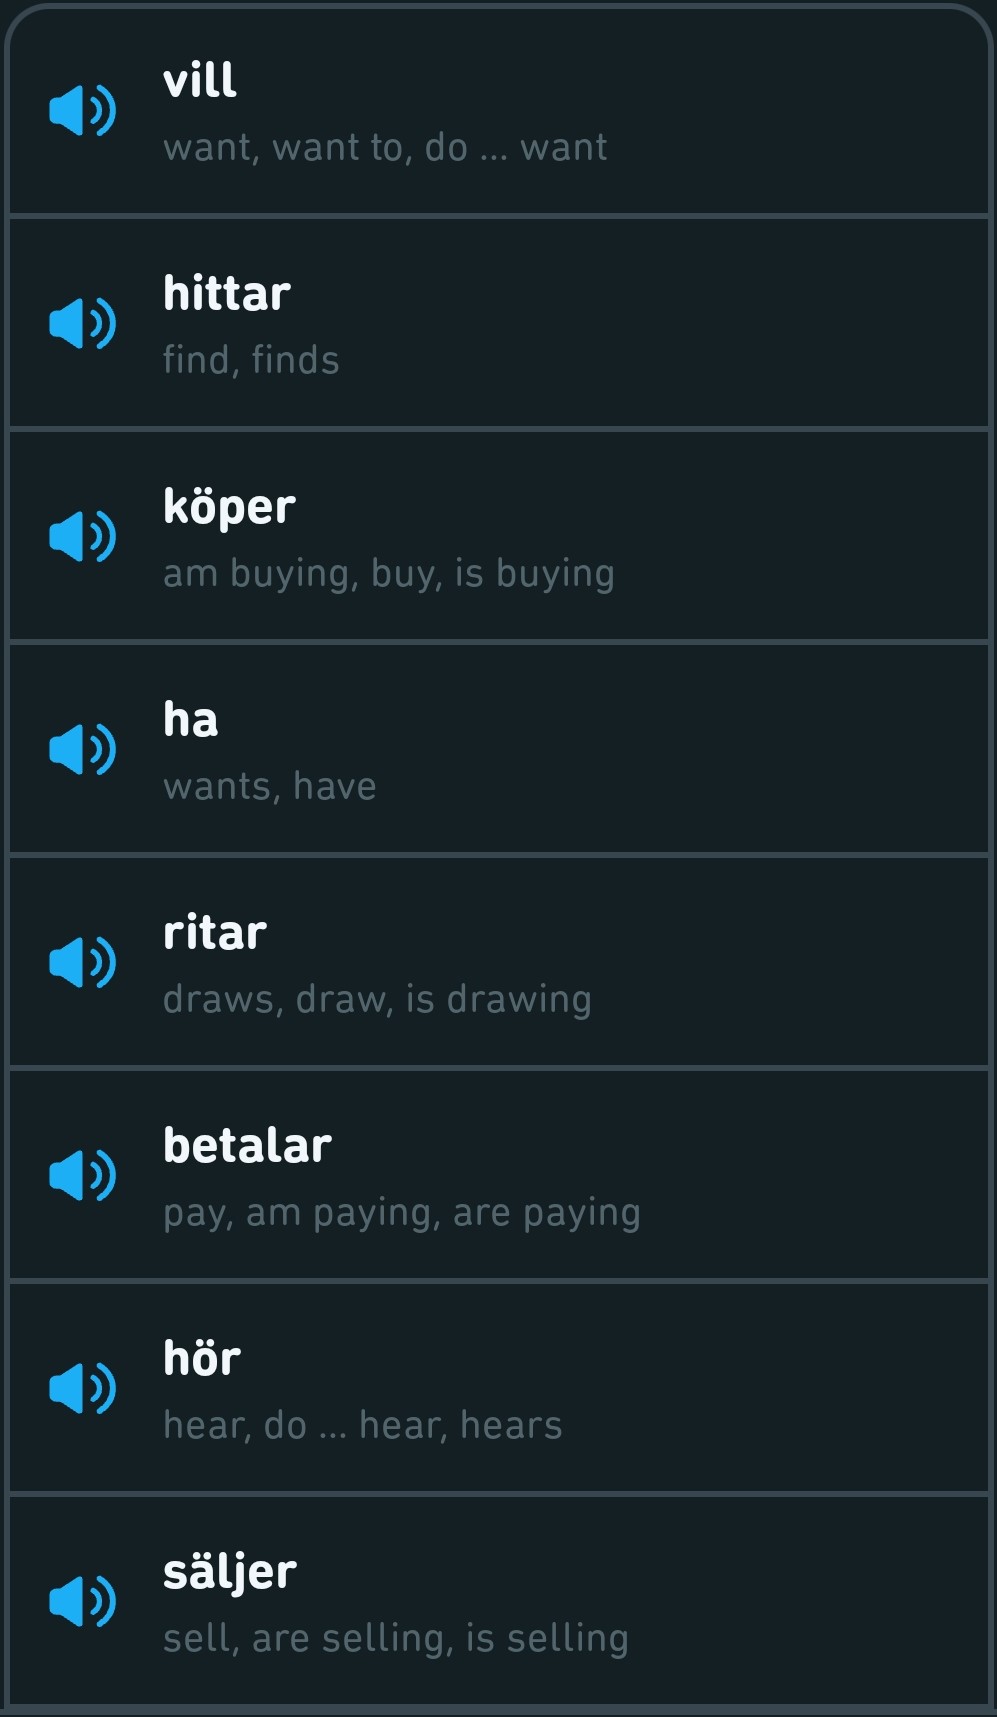 vill
want, want to, do ... want
hittar
find, finds
köper
am buying, buy, is buying
ha
wants, have
ritar
draws, draw, is drawing
betalar
pay, am paying, are paying
hör
hear, do ... hear, hears
säljer
sell, are selling, is selling